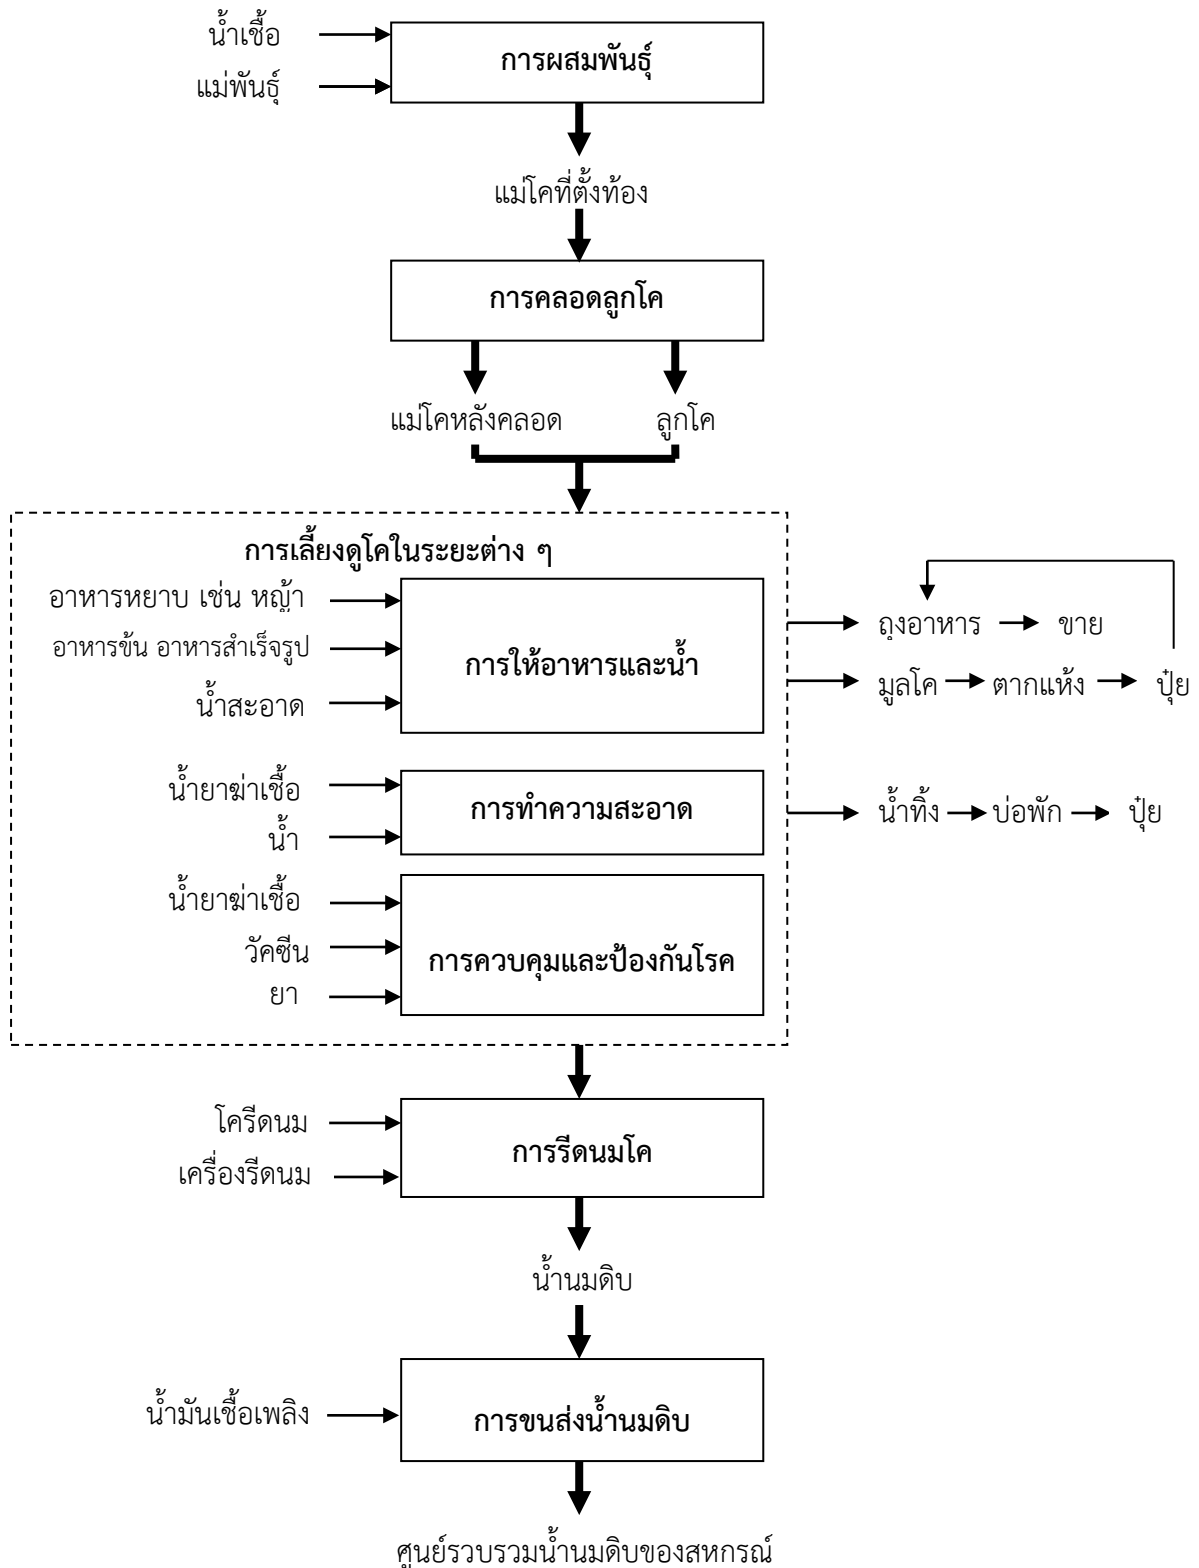 น้ำเชื้อ
การผสมพันธุ์
แม่พันธุ์
แม่โคที่ตั้งท้อง
การคลอดลูกโค
แม่โคหลังคลอด ลูกโค
การเลี้ยงดูโคในระยะต่าง ๆ
อาหารหยาบ เช่น หญ้า
อาหารข้น อาหารสำเร็จรูป
การให้อาหารและน้ำ
น้ำสะอาด
ถุงอาหาร ขาย
มูลโค ตากแห้ง ปุ๋ย
น้ำยาฆ่าเชื้อ
การทำความสะอาด
น้ำ
น้ำทิ้ง บ่อพัก ปุ๋ย
น้ำยาฆ่าเชื้อ
วัคซีน
การควบคุมและป้องกันโรค
ยา
โครีดนม
การรีดนมโค
เครื่องรีดนม
น้ำนมดิบ
น้ำมันเชื้อเพลิง
การขนส่งน้ำนมดิบ
ศูนย์รวบรวมน้ำนมดิบของสหกรณ์